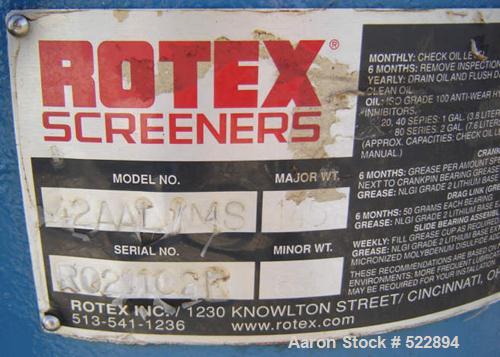 ROTEX®
SCREENERS
MODEL NO. MAJOR WT.
SERIAL NO. MINOR WT.
ROTEX INC. / 1230 KNOWLTON STREET / CINCINNATI, O
513-541-1236 www.rotex.com
MONTHLY: CHECK OIL LEVEL
6 MONTHS: REMOVE INSPECTION
YEARLY: DRAIN OIL AND FLUSH
CLEAN OIL
OIL: ISO GRADE 100 ANTI-WEAR HY
INHIBITORS.
20, 40 SERIES: 1 GAL. (3.8 LITER
80 SERIES: 2 GAL. (7.6 LITER
(APPROX. CAPACITIES: CHECK OIL
MANUAL.)
CRANK
6 MONTHS: GREASE PER AMOUNT
NEXT TO CRANKPIN BEARING GREASE
GREASE: NLGI GRADE 2 LITHIUM BASE
DRAG LINK
6 MONTHS: 50 GRAMS EACH BEARING
GREASE: NLGI GRADE 2 LITHIUM BASE
SLIDE BEARING ASSE
WEEKLY: FILL GREASE CUP AS REQUIRED
GREASE: NLGI GRADE 2 LITHIUM BASE EX
MICRONIZED MOLYBDENUM DISULFIDE
THESE RECOMMENDATIONS ARE BASED ON
ENVIRONMENTS. MORE FREQUENT
MAY BE REQUIRED FOR YOUR INSTALLATION.
Aaron Stock # 522894